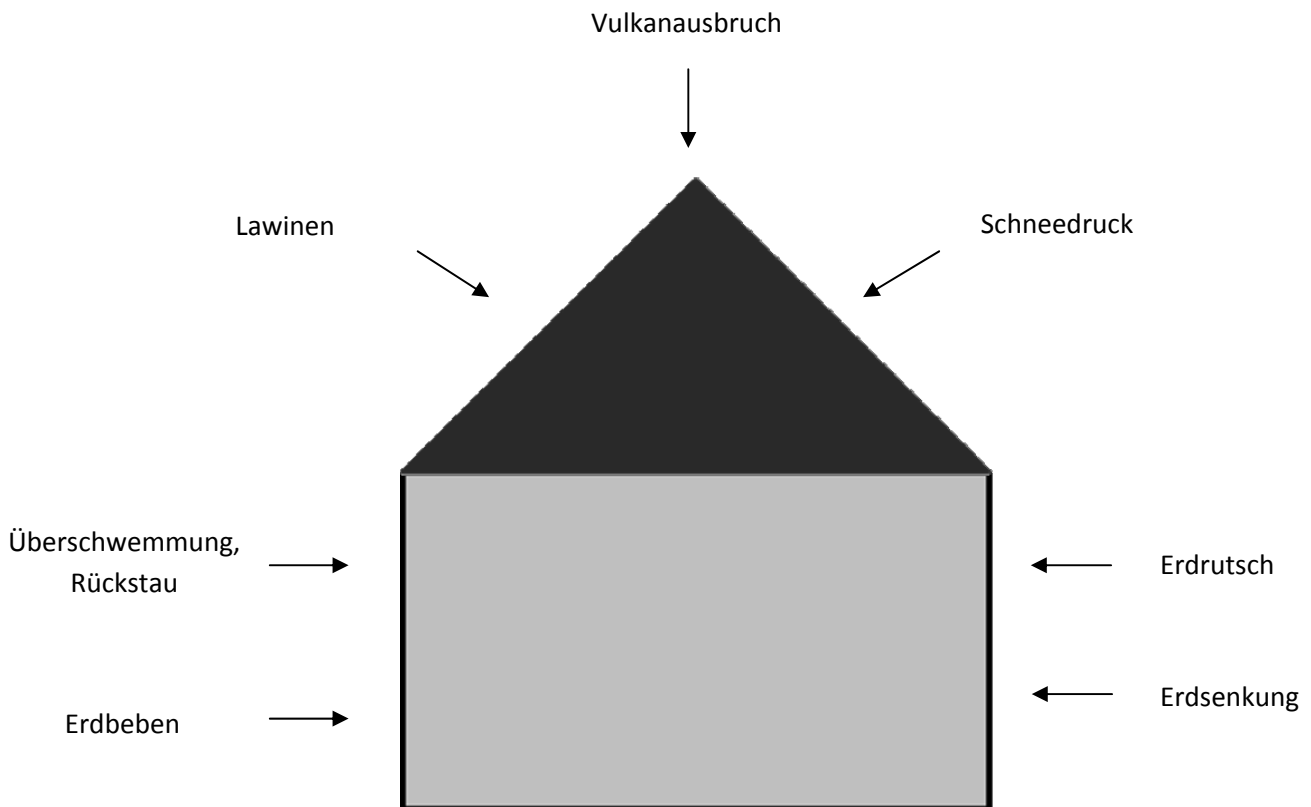 Vulkanausbruch
Lawinen
Schneedruck
Überschwemmung,
Rückstau
Erdrutsch
Erdbeben
Erdsenkung